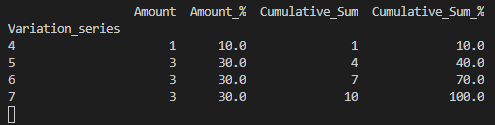 Amount Amount_% Cumulative_Sum Cumulative_Sum_%
Variation_series
4 1 10.0 1 10.0
5 3 30.0 4 40.0
6 3 30.0 7 70.0
7 3 30.0 10 100.0